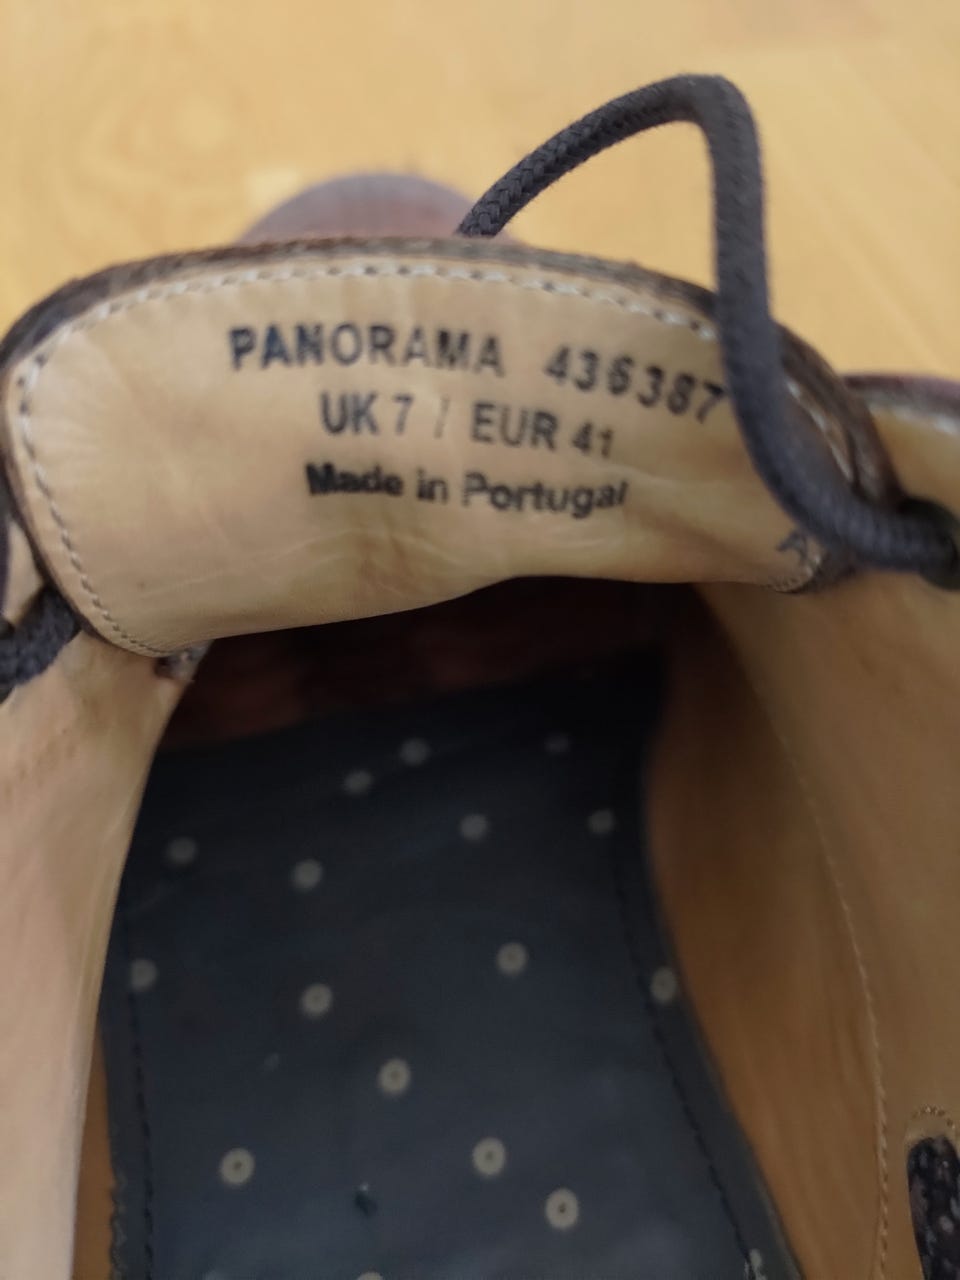 PANORAMA 436387
UK 7 / EUR 41
Made in Portugal